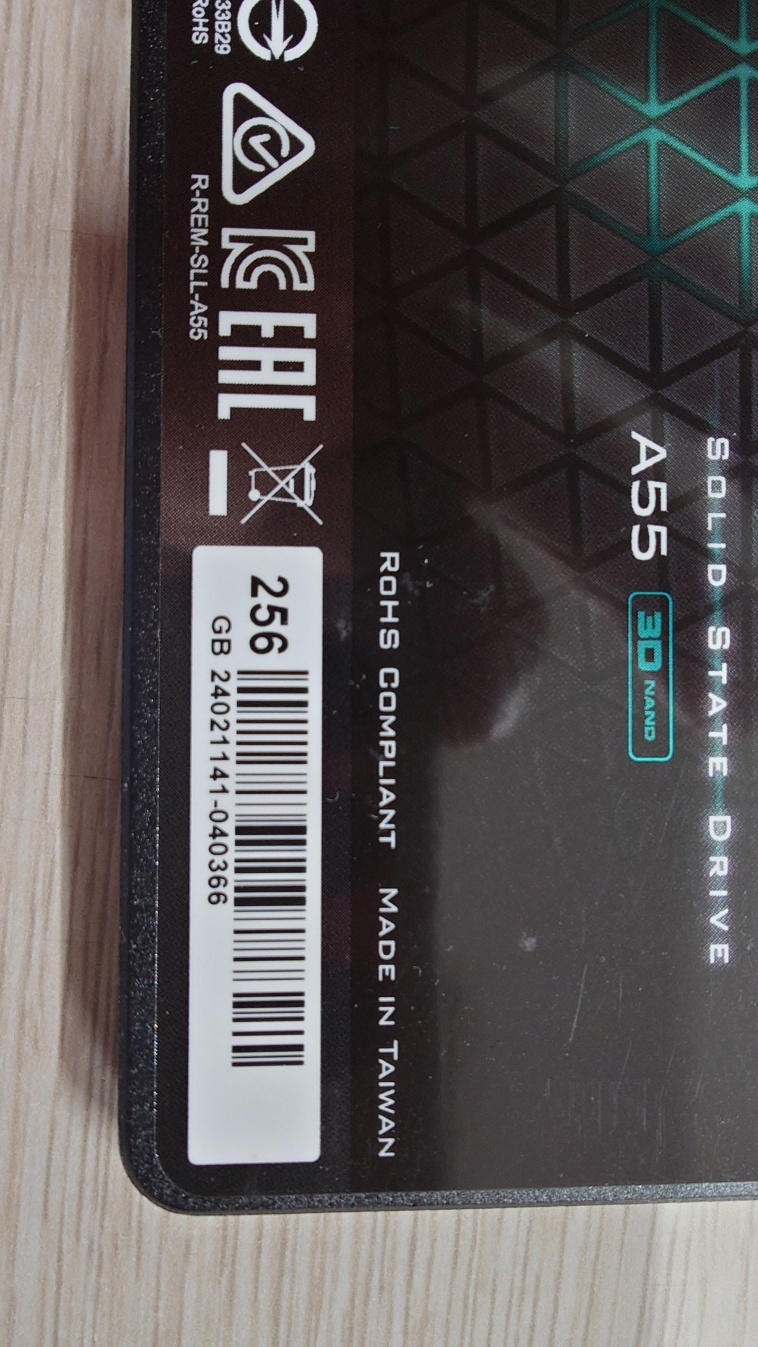 SOLID STATE DRIVE
A55 3D NAND
RoHS COMPLIANT MADE IN TAIWAN
EAC
256
GB 24021141-040366
33B29
RoHS
R-REM-SLL-A55